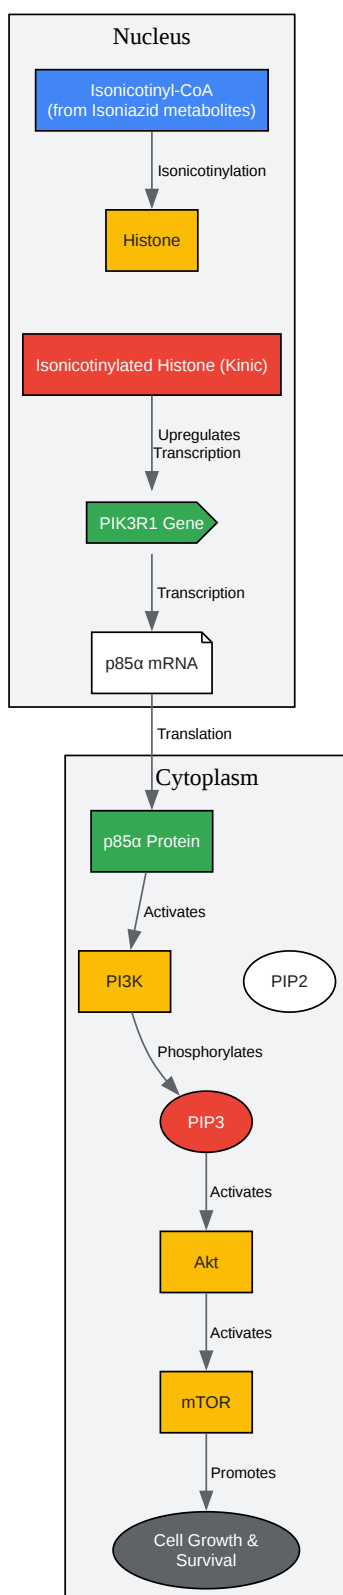 Nucleus
Isonicotinyl-CoA
(from Isoniazid metabolites)
Isonicotinylation
Histone
Isonicotinylated Histone (Kinic)
Upregulates
Transcription
PIK3R1 Gene
Transcription
p85α mRNA
Translation
Cytoplasm
p85α Protein
Activates
PI3K
PIP2
Phosphorylates
PIP3
Activates
Akt
Activates
mTOR
Promotes
Cell Growth &
Survival